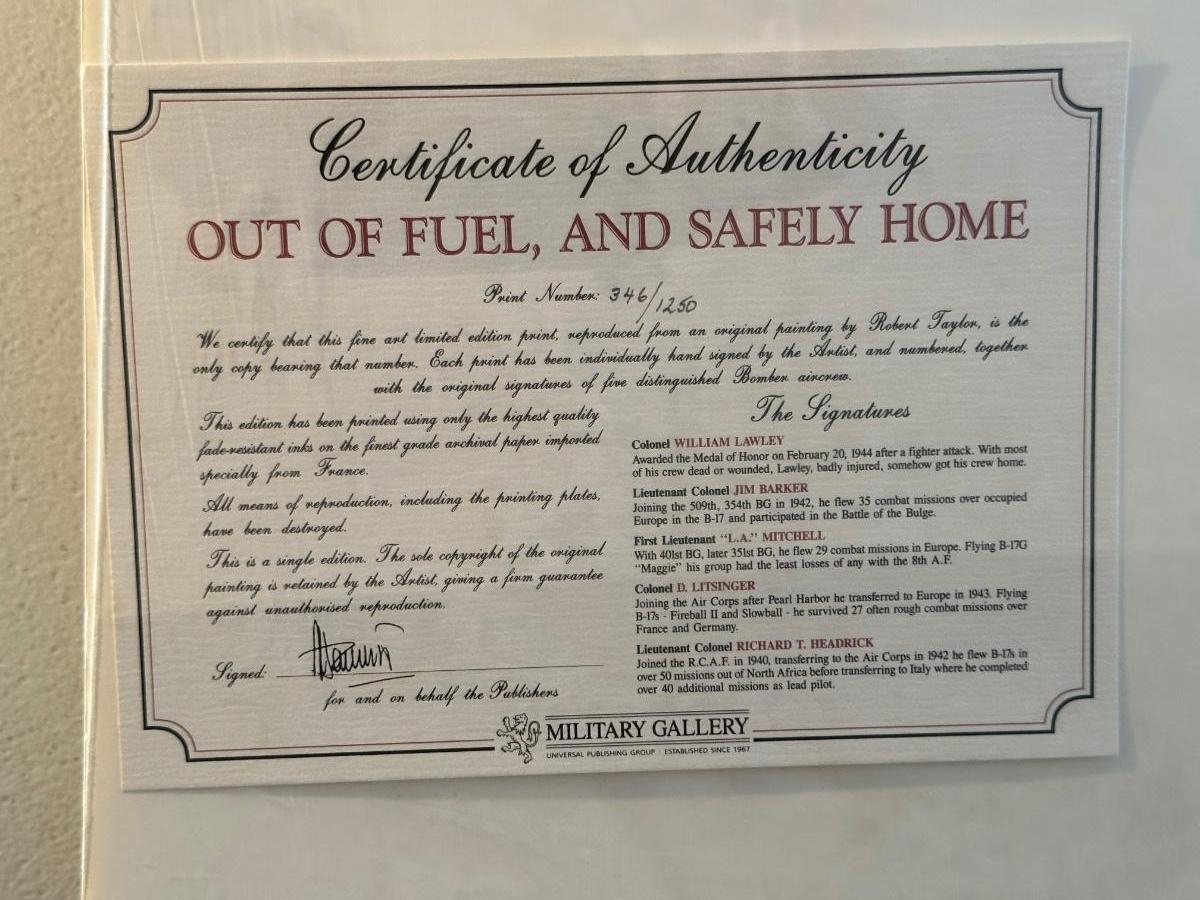 Certificate of Authenticity
OUT OF FUEL, AND SAFELY HOME
Print Number: 346/1250
We certify that this fine art limited edition print, reproduced from an original painting by Robert Taylor, is the
only copy bearing that number. Each print has been individually hand signed by the Artist, and numbered, together
with the original signatures of five distinguished Bomber aircrew.
This edition has been printed using only the highest quality
fade-resistant inks on the finest grade archival paper imported
specially from France.
All means of reproduction, including the printing plates,
have been destroyed.
This is a single edition. The sole copyright of the original
painting is retained by the Artist, giving a firm guarantee
against unauthorised reproduction.
Signed:
for and on behalf the Publishers
The Signatures
Colonel WILLIAM LAWLEY
Awarded the Medal of Honor on February 20, 1944 after a fighter attack. With most
of his crew dead or wounded, Lawley, badly injured, somehow got his crew home.
Lieutenant Colonel JIM BARKER
Joining the 509th, 354th BG in 1942, he flew 35 combat missions over occupied
Europe in the B-17 and participated in the Battle of the Bulge.
First Lieutenant "L.A." MITCHELL
With 401st BG, later 351st BG, he flew 29 combat missions in Europe. Flying B-17G
"Maggie" his group had the least losses of any with the 8th A.F.
Colonel D. LITSINGER
Joining the Air Corps after Pearl Harbor he transferred to Europe in 1943. Flying
B-17s - Fireball II and Slowball - he survived 27 often rough combat missions over
France and Germany.
Lieutenant Colonel RICHARD T. HEADRICK
Joined the R.C.A.F. in 1940, transferring to the Air Corps in 1942 he flew B-17s in
over 50 missions out of North Africa before transferring to Italy where he completed
over 40 additional missions as lead pilot.
MILITARY GALLERY
UNIVERSAL PUBLISHING GROUP · ESTABLISHED SINCE 1967